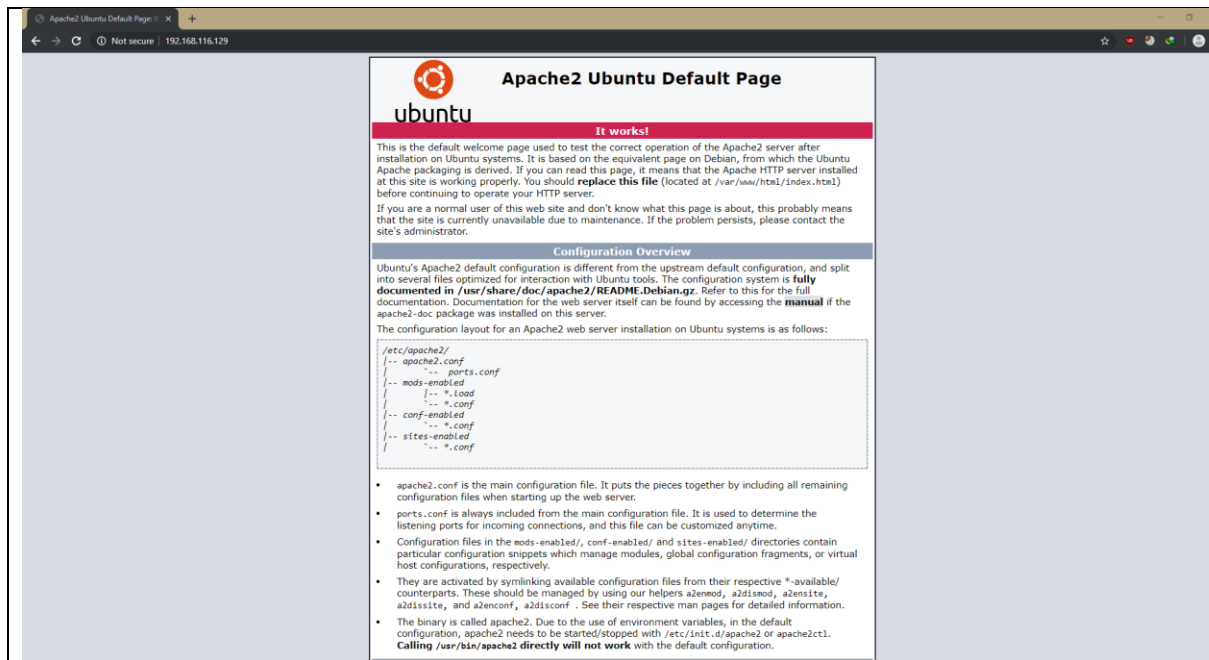 Apache2 Ubuntu Default Page:
Not secure | 192.168.116.129
Apache2 Ubuntu Default Page
ubuntu
It works!
This is the default welcome page used to test the correct operation of the Apache2 server after
installation on Ubuntu systems. It is based on the equivalent page on Debian, from which the Ubuntu
Apache packaging is derived. If you can read this page, it means that the Apache HTTP server installed
at this site is working properly. You should replace this file (located at /var/www/html/index.html)
before continuing to operate your HTTP server.
If you are a normal user of this web site and don't know what this page is about, this probably means
that the site is currently unavailable due to maintenance. If the problem persists, please contact the
site's administrator.
Configuration Overview
Ubuntu's Apache2 default configuration is different from the upstream default configuration, and split
into several files optimized for interaction with Ubuntu tools. The configuration system is fully
documented in /usr/share/doc/apache2/README.Debian.gz. Refer to this for the full
documentation. Documentation for the web server itself can be found by accessing the manual if the
apache2-doc package was installed on this server.
The configuration layout for an Apache2 web server installation on Ubuntu systems is as follows:
/etc/apache2/
|-- apache2.conf
|       `--  ports.conf
|-- mods-enabled
|       |-- *.load
|       `-- *.conf
|-- conf-enabled
|       `-- *.conf
|-- sites-enabled
|       `-- *.conf
• apache2.conf is the main configuration file. It puts the pieces together by including all remaining
configuration files when starting up the web server.
• ports.conf is always included from the main configuration file. It is used to determine the
listening ports for incoming connections, and this file can be customized anytime.
• Configuration files in the mods-enabled/, conf-enabled/ and sites-enabled/ directories contain
particular configuration snippets which manage modules, global configuration fragments, or virtual
host configurations, respectively.
• They are activated by symlinking available configuration files from their respective *-available/
counterparts. These should be managed by using our helpers a2enmod, a2dismod, a2ensite,
a2dissite, and a2enconf, a2disconf . See their respective man pages for detailed information.
• The binary is called apache2. Due to the use of environment variables, in the default
configuration, apache2 needs to be started/stopped with /etc/init.d/apache2 or apache2ctl.
Calling /usr/bin/apache2 directly will not work with the default configuration.